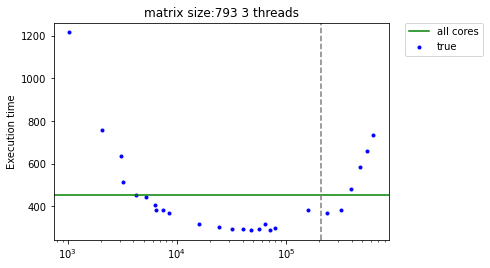 matrix size:793 3 threads
all cores
true
Execution time
1200
1000
800
600
400
10³
10⁴
10⁵